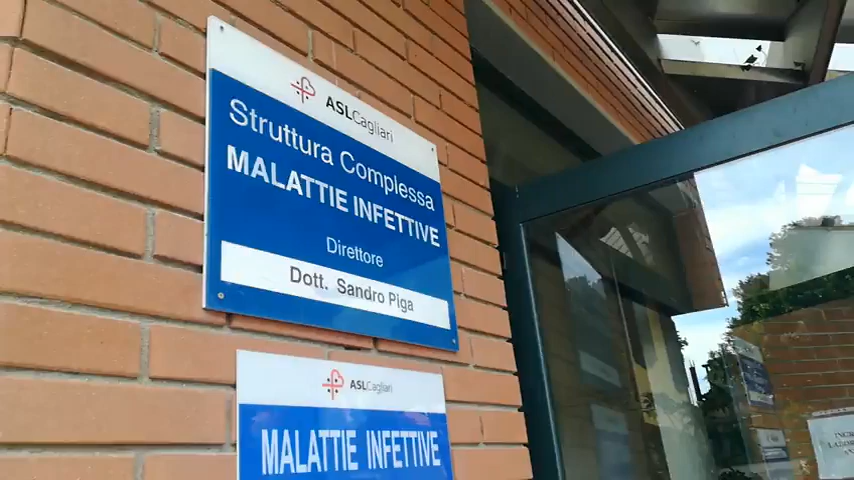 ASLCagliari
Struttura Complessa
MALATTIE INFETTIVE
Direttore
Dott. Sandro Piga
ASLCagliari
MALATTIE INFETTIVE